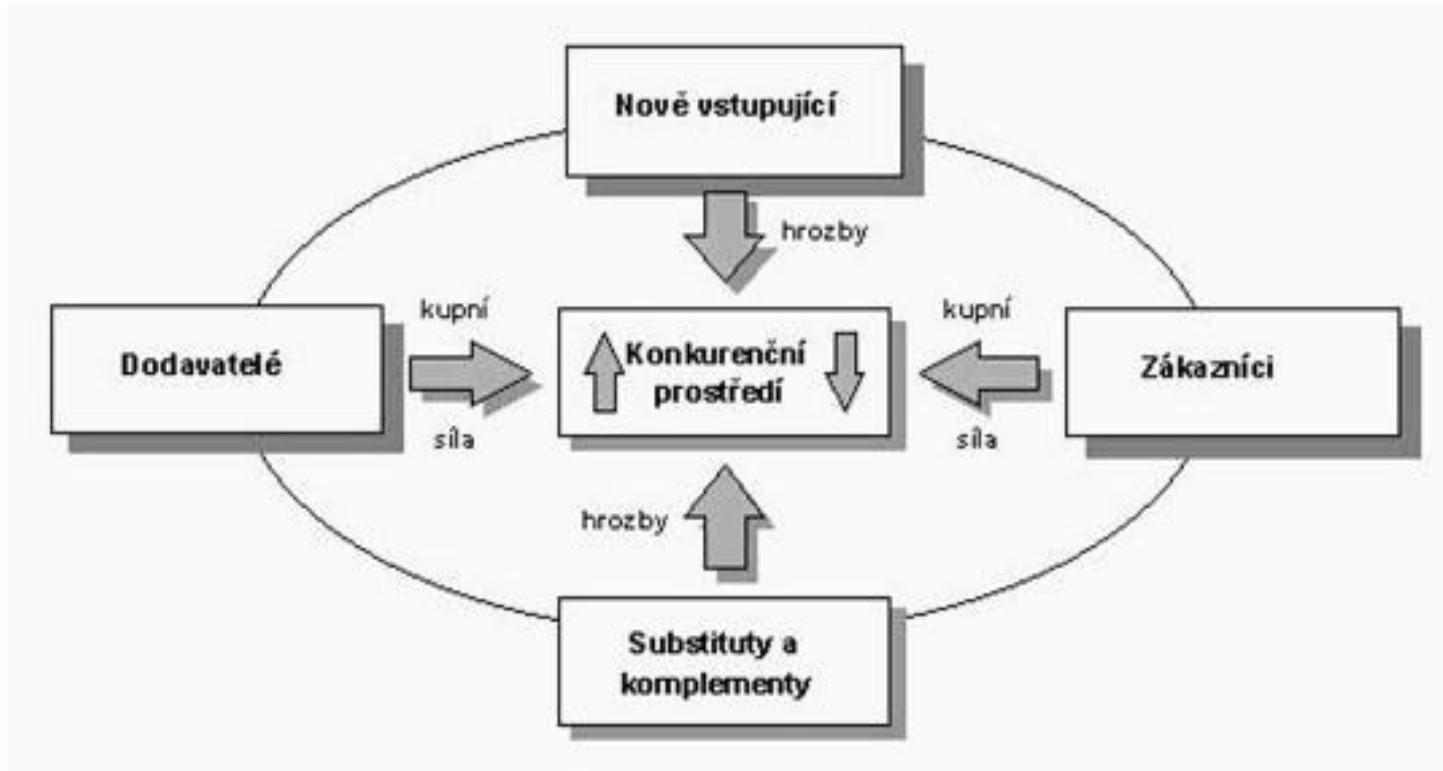 Nově vstupující
hrozby
kupní
kupní
Dodavatelé
Konkurenční
prostředí
Zákazníci
síla
síla
hrozby
Substituty a
komplementy